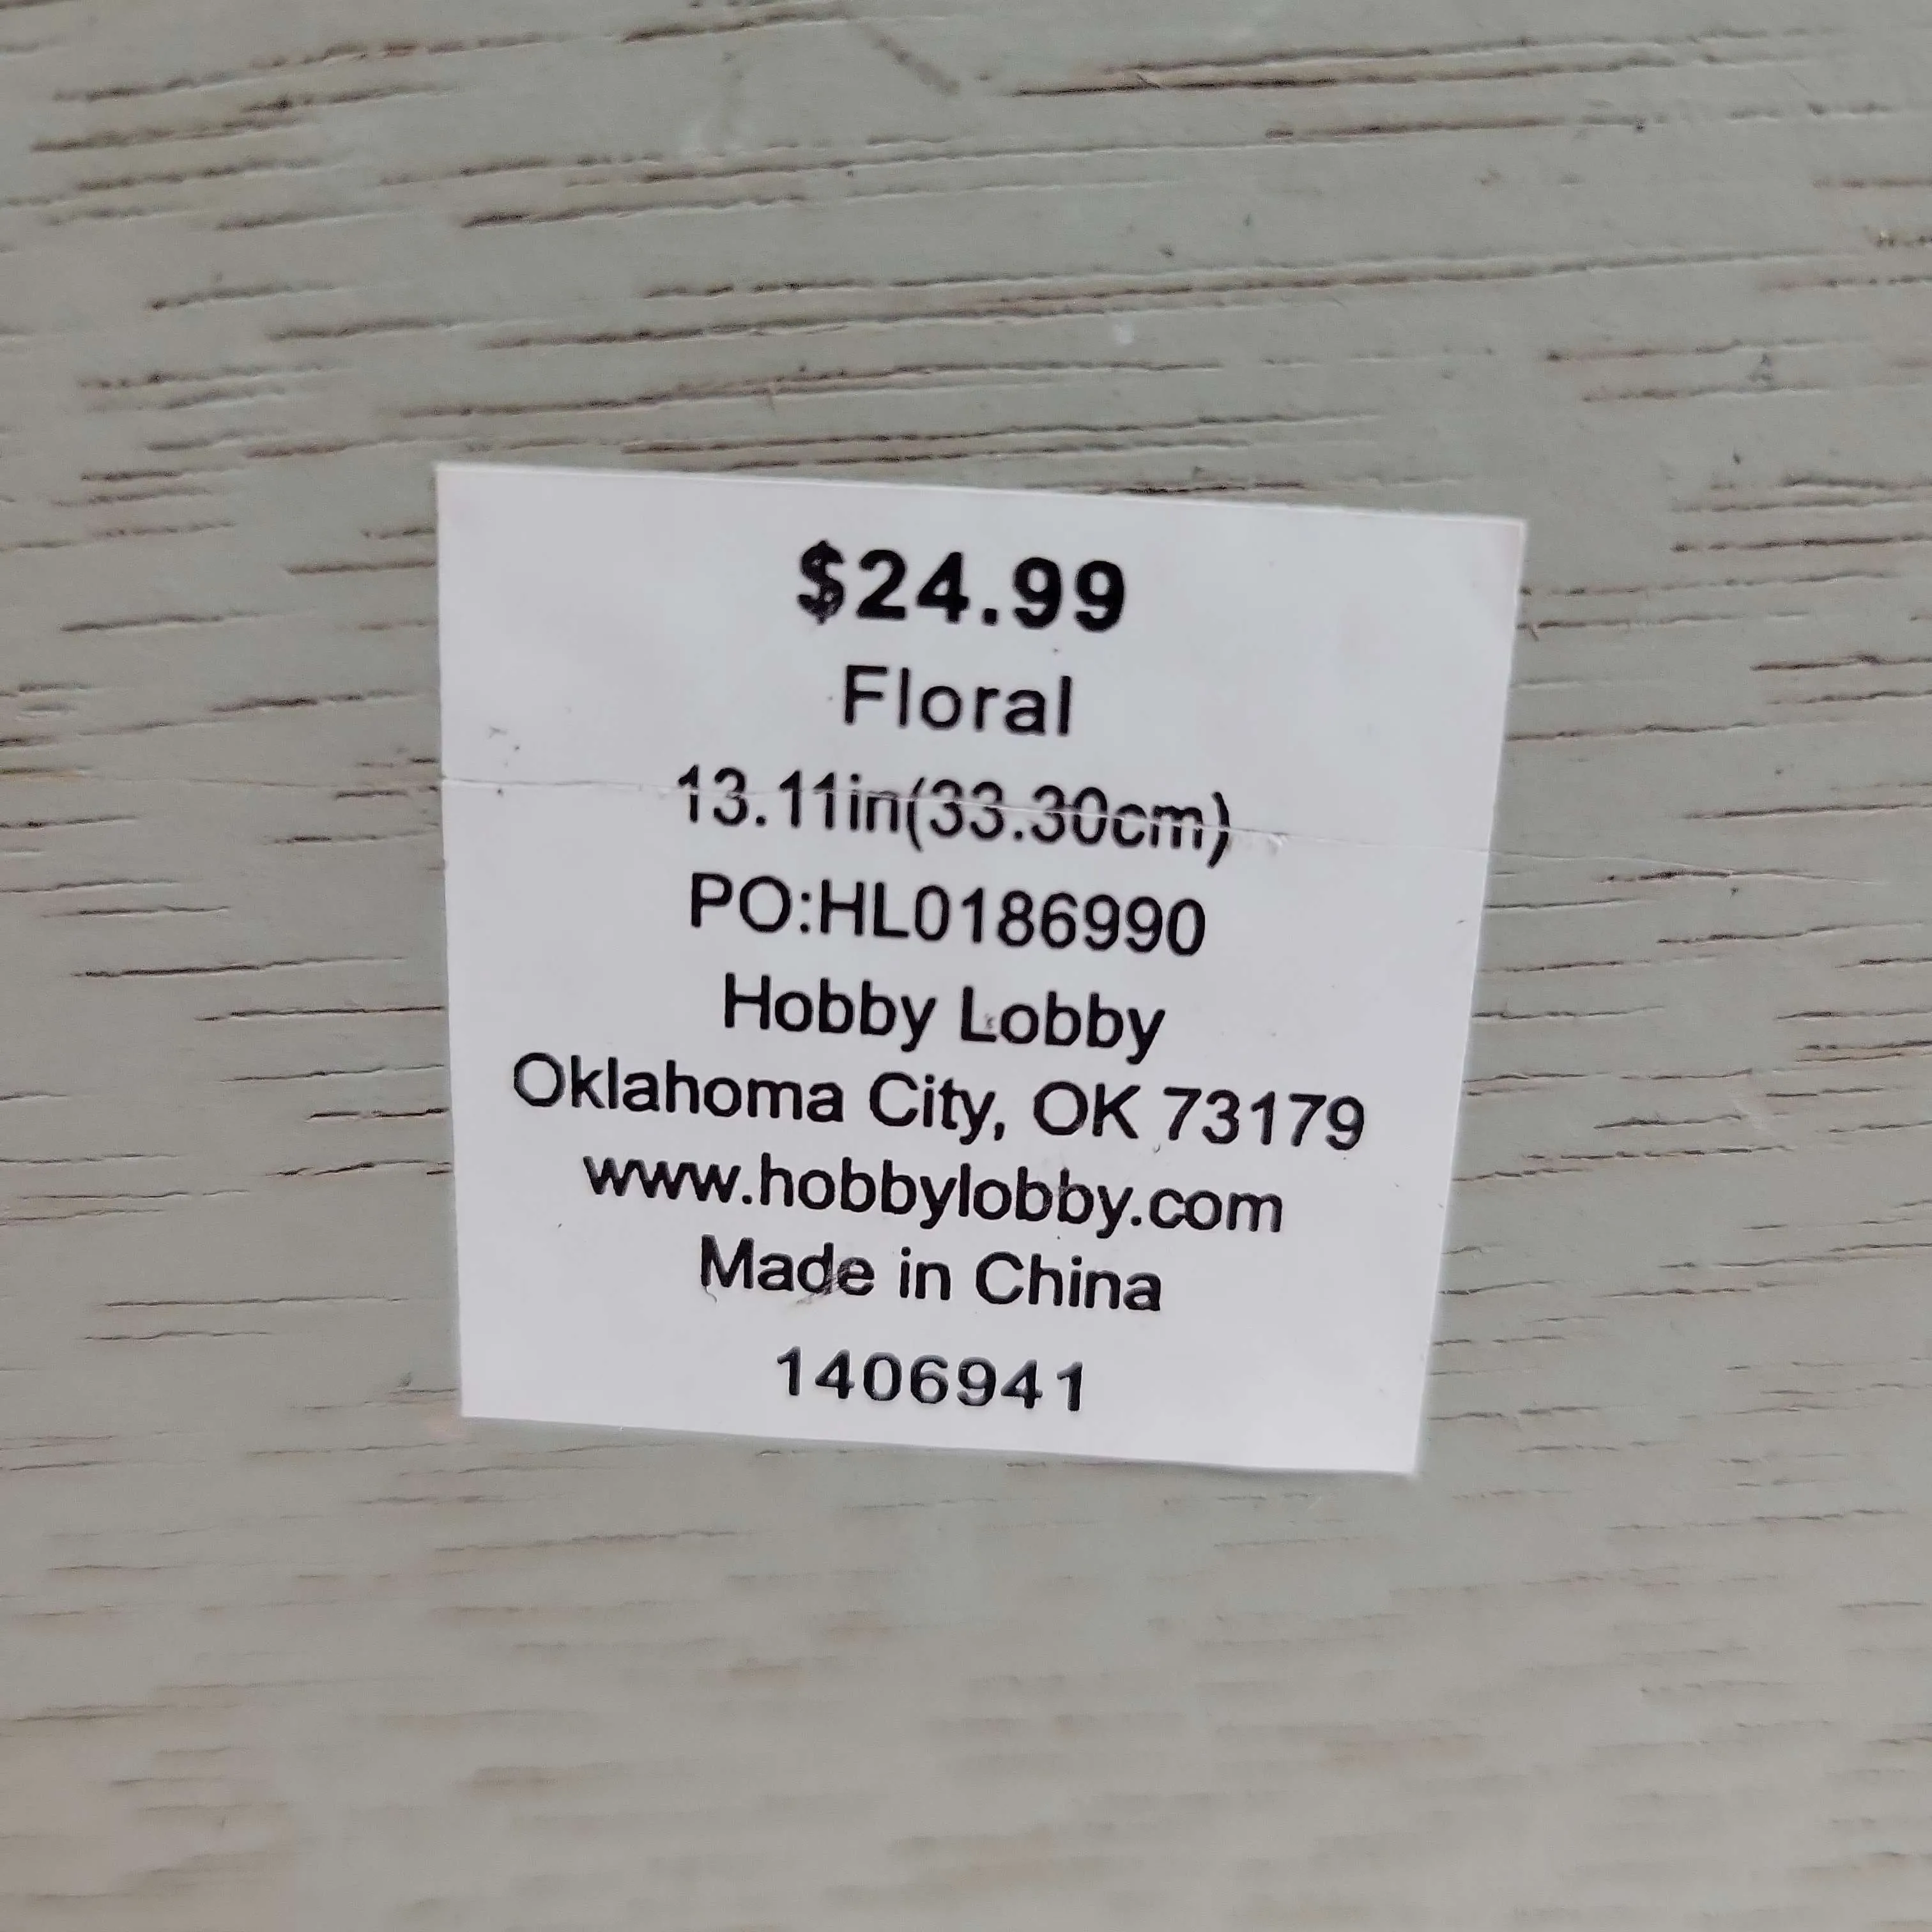 $24.99
Floral
13.11in(33.30cm)
PO:HL0186990
Hobby Lobby
Oklahoma City, OK 73179
www.hobbylobby.com
Made in China
1406941